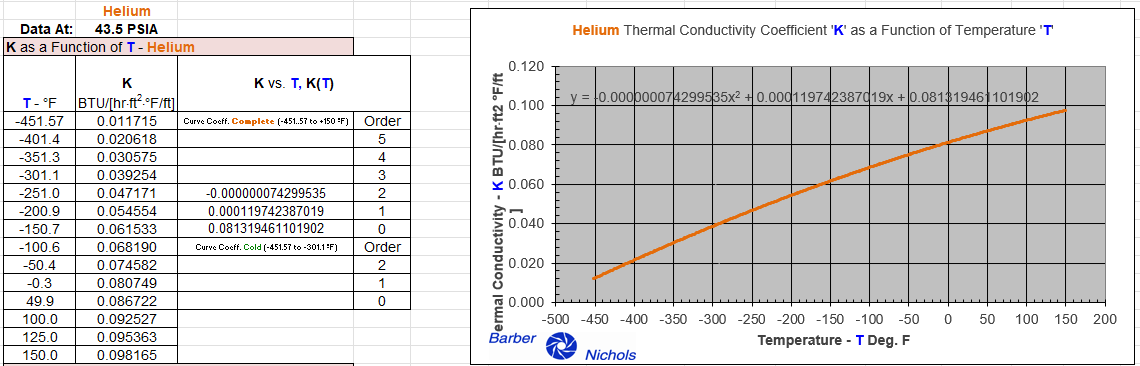 Helium
Data At: 43.5 PSIA
K as a Function of T - Helium
T - °F K BTU/[hr·ft²·°F/ft] K vs. T, K(T)
-451.57 0.011715 Curve Coeff. Complete (-451..57 to +150 °F) Order
-401.4 0.020618 5
-351.3 0.030575 4
-301.1 0.039254 3
-251.0 0.047171 -0.000000074299535 2
-200.9 0.054554 0.000119742387019 1
-150.7 0.061533 0.081319461101902 0
-100.6 0.068190 Curve Coeff. Cold (-451.57 to -301.1 °F) Order
-50.4 0.074582 2
-0.3 0.080749 1
49.9 0.086722 0
100.0 0.092527
125.0 0.095363
150.0 0.098165
Helium Thermal Conductivity Coefficient 'K' as a Function of Temperature 'T'
ermal Conductivity - K BTU/[hr·ft2 °F/ft
]
0.120
0.100
0.080
0.060
0.040
0.020
0.000
y = -0.000000074299535x² + 0.000119742387019x + 0.081319461101902
-500 -450 -400 -350 -300 -250 -200 -150 -100 -50 0 50 100 150 200
Temperature - T Deg. F
Barber
Nichols